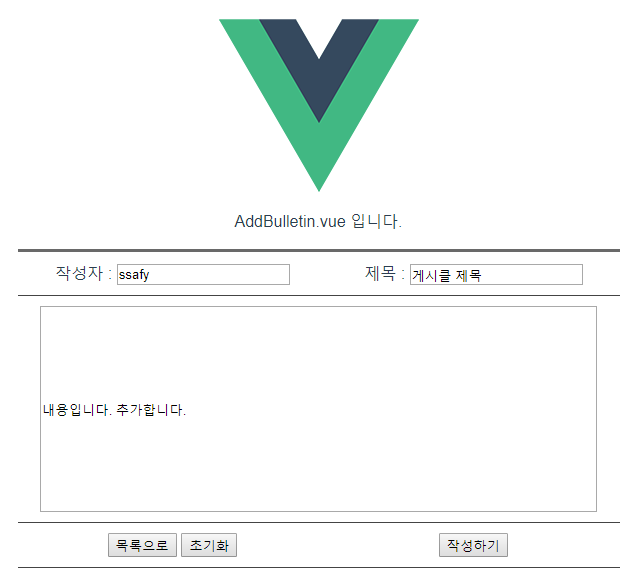 AddBulletin.vue 입니다.
작성자 : ssafy 제목 : 게시클 제목
내용입니다. 추가합니다.
목록으로 초기화 작성하기